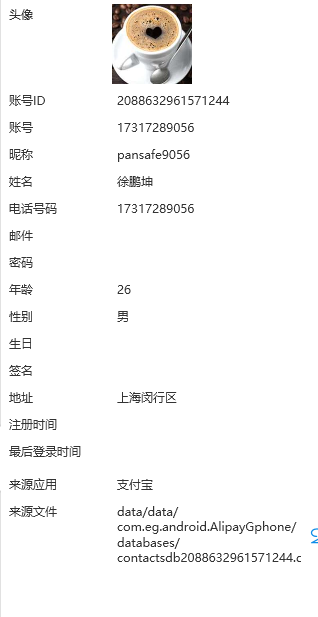 头像
账号ID 2088632961571244
账号 17317289056
昵称 pansafe9056
姓名 徐鹏坤
电话号码 17317289056
邮件
密码
年龄 26
性别 男
生日
签名
地址 上海闵行区
注册时间
最后登录时间
来源应用 支付宝
来源文件 data/data/
com.eg.android.AlipayGphone/
databases/
contactsdb2088632961571244.c